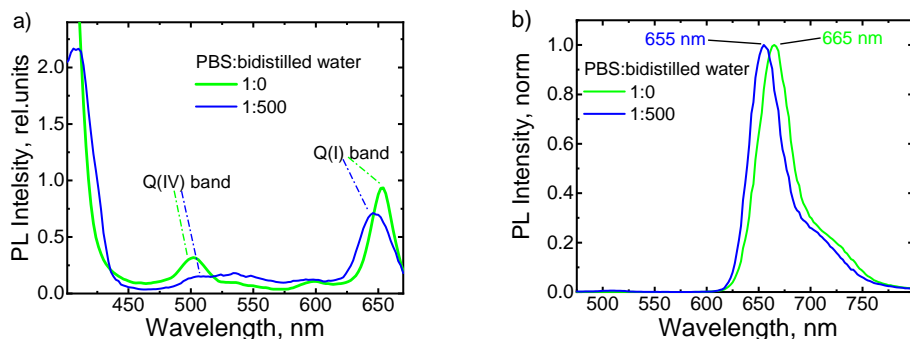 a)
PL Intelsity, rel.units
2.0
1.5
1.0
0.5
0.0
PBS:bidistilled water
1:0
1:500
Q(IV) band
Q(I) band
450 500 550 600 650
Wavelength, nm
b)
PL Intensity, norm
1.0
0.8
0.6
0.4
0.2
0.0
655 nm
665 nm
PBS:bidistilled water
1:0
1:500
500 550 600 650 700 750
Wavelength, nm